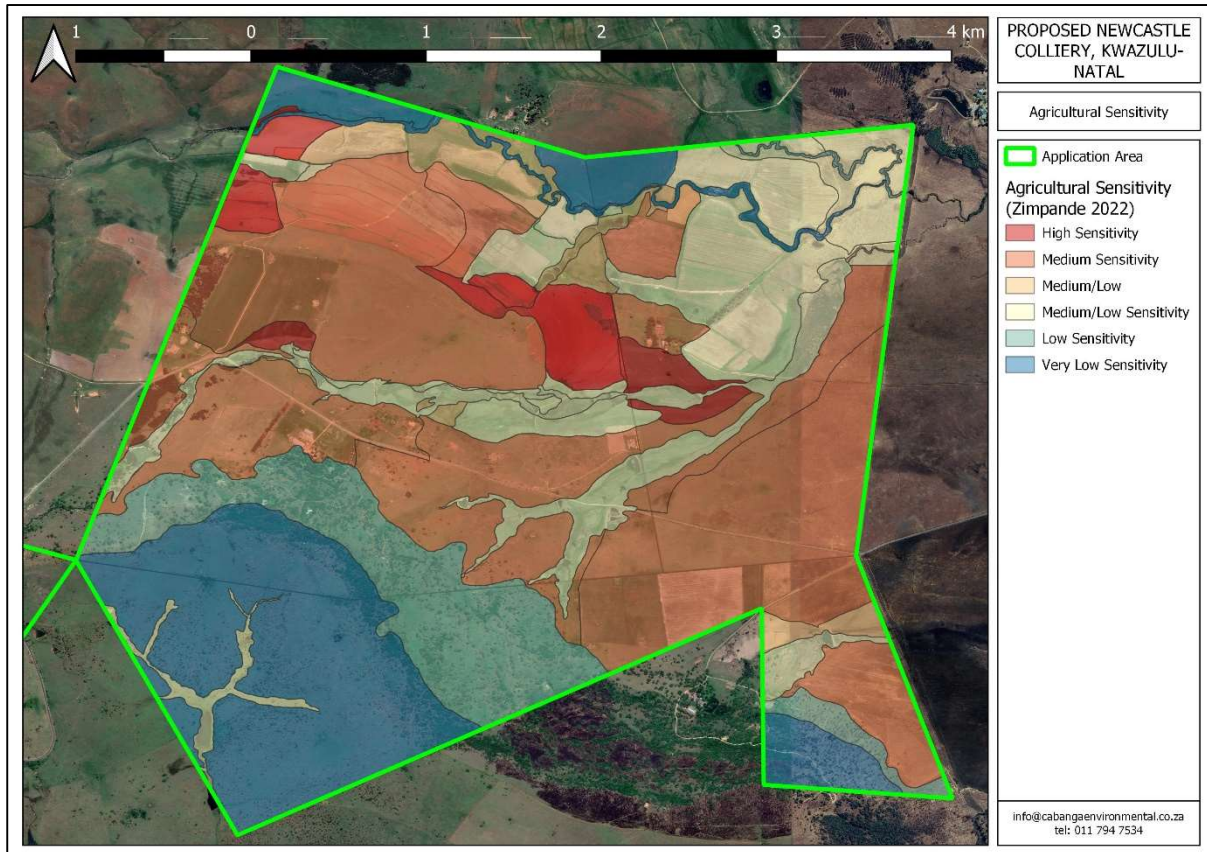 1 0 1 2 3 4 km
PROPOSED NEWCASTLE
COLLIERY, KWAZULU-
NATAL
Agricultural Sensitivity
Application Area
Agricultural Sensitivity
(Zimpande 2022)
High Sensitivity
Medium Sensitivity
Medium/Low
Medium/Low Sensitivity
Low Sensitivity
Very Low Sensitivity
info@cabangaenvironmental.co.za
tel: 011 794 7534